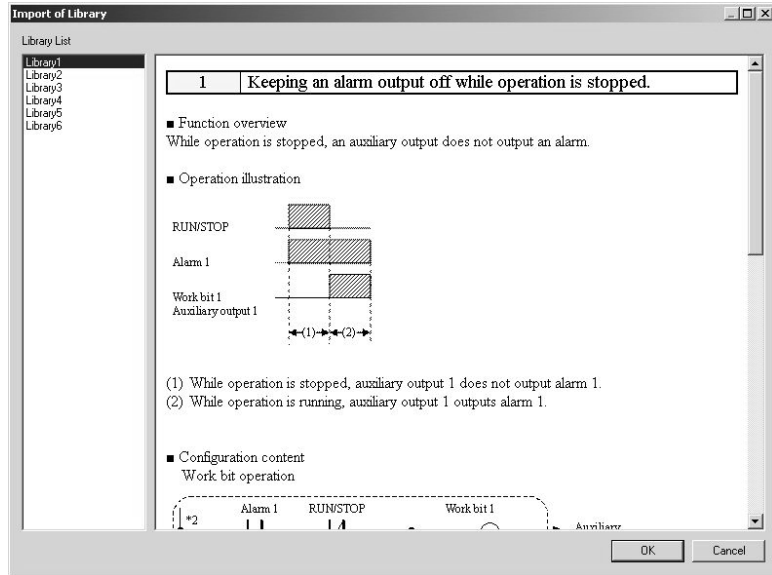 Import of Library
Library List
Library1
Library2
Library3
Library4
Library5
Library6
1 Keeping an alarm output off while operation is stopped.
■ Function overview
While operation is stopped, an auxiliary output does not output an alarm.
■ Operation illustration
RUN/STOP
Alarm 1
Work bit 1
Auxiliary output 1
(1) (2)
(1) While operation is stopped, auxiliary output 1 does not output alarm 1.
(2) While operation is running, auxiliary output 1 outputs alarm 1.
■ Configuration content
Work bit operation
Alarm 1 RUN/STOP Work bit 1
*2
Auxiliary
OK Cancel